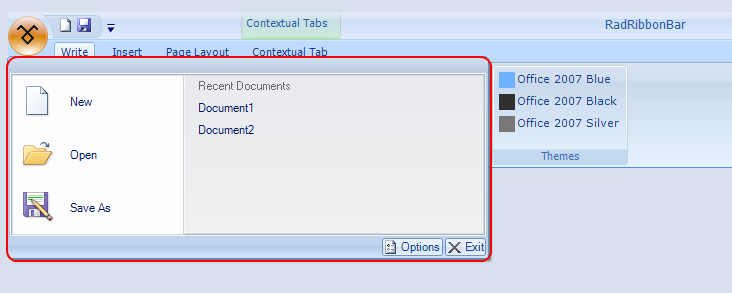 Contextual Tabs
RadRibbonBar
Write Insert Page Layout Contextual Tab
New
Open
Save As
Recent Documents
Document1
Document2
Options Exit
Office 2007 Blue
Office 2007 Black
Office 2007 Silver
Themes